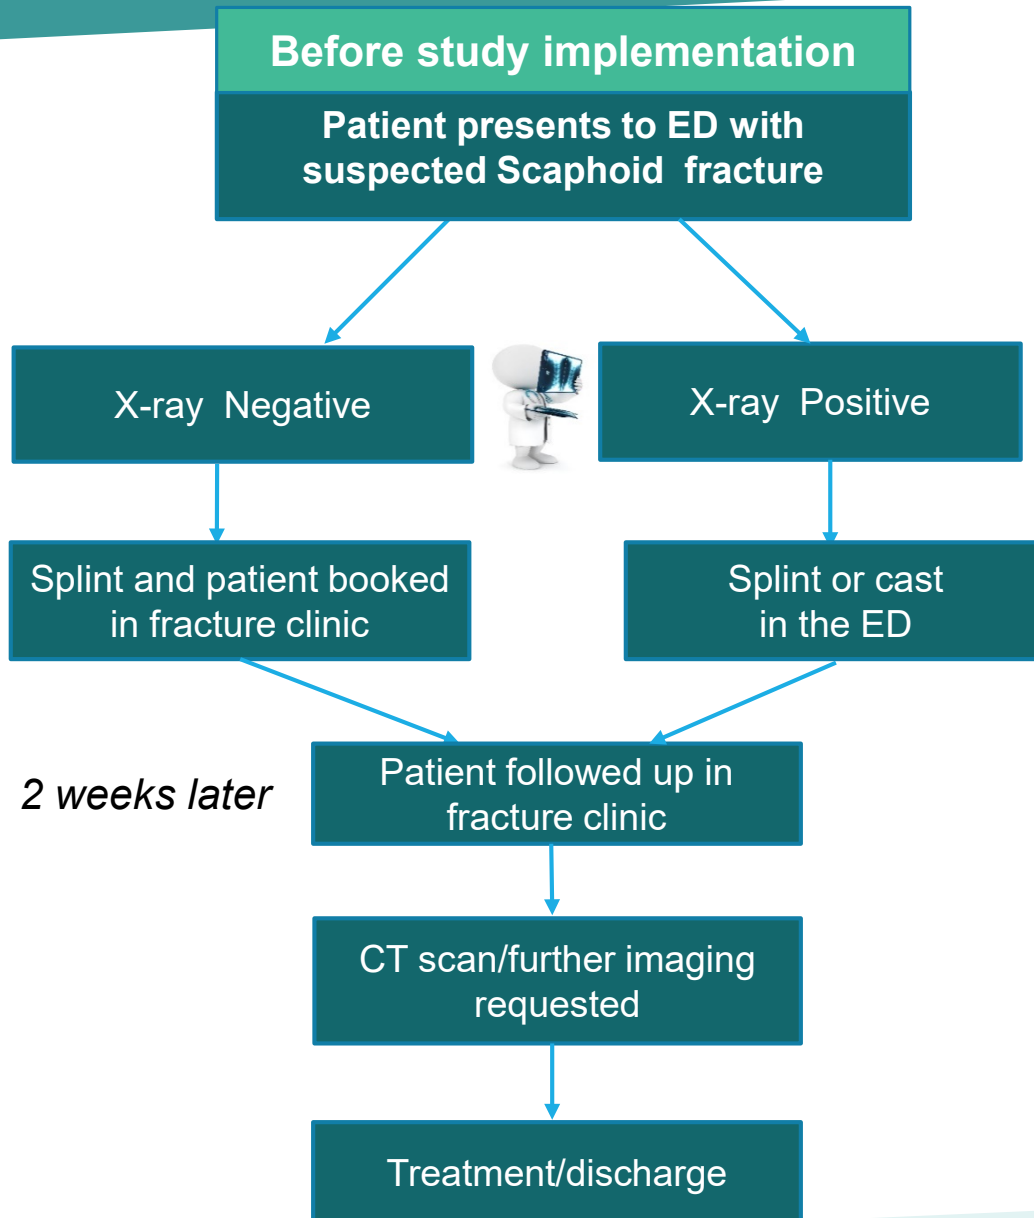 Before study implementation
Patient presents to ED with
suspected Scaphoid fracture
X-ray Negative
X-ray Positive
Splint and patient booked
in fracture clinic
Splint or cast
in the ED
2 weeks later
Patient followed up in
fracture clinic
CT scan/further imaging
requested
Treatment/discharge